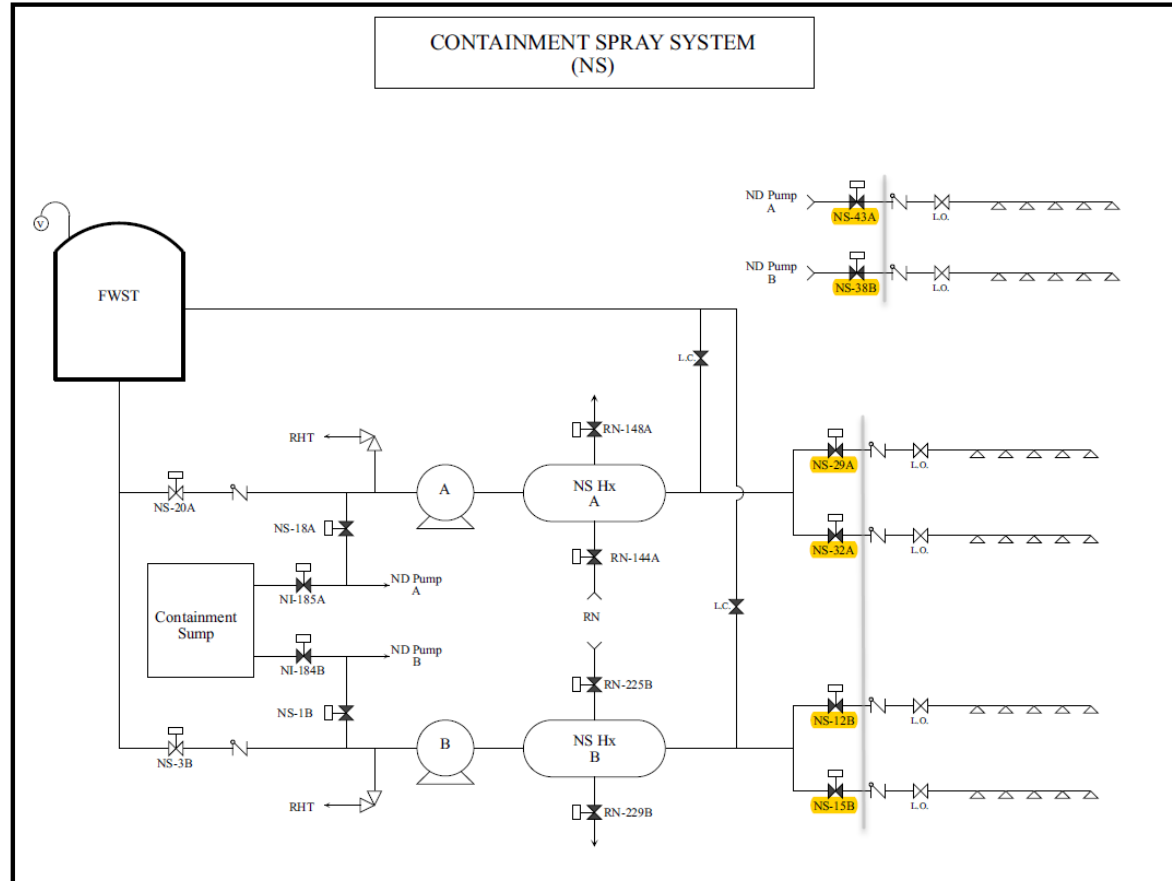 CONTAINMENT SPRAY SYSTEM
(NS)
ND Pump
A
NS-43A
L.O.
ND Pump
B
NS-38B
L.O.
V
FWST
L.C.
RHT
RN-148A
NS-29A
L.O.
A
NS Hx
A
NS-20A
NS-18A
NS-32A
L.O.
RN-144A
ND Pump
A
NI-185A
L.C.
RN
Containment
Sump
ND Pump
B
NI-184B
RN-225B
NS-1B
NS-12B
L.O.
B
NS Hx
B
NS-3B
RHT
RN-229B
NS-15B
L.O.